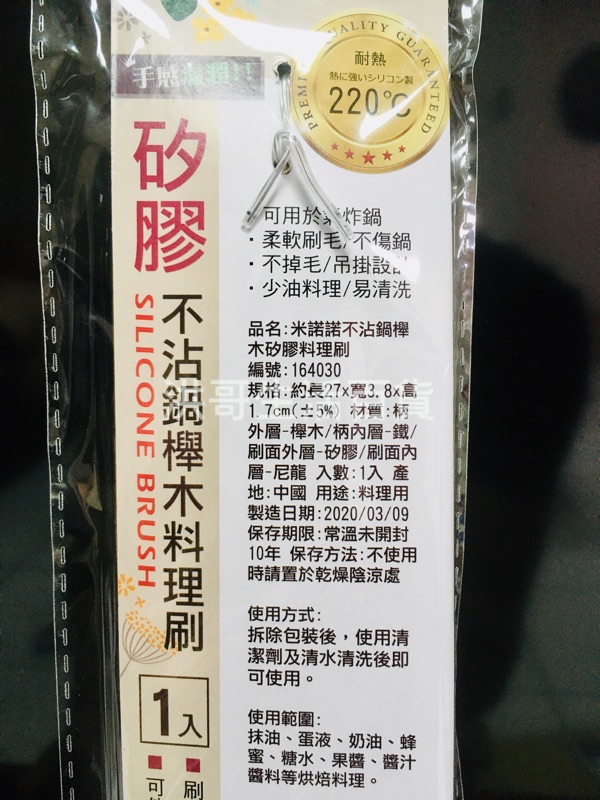 手感
PREMIUM QUALITY GUARANTEED
耐熱
熱に強いシリコン製
220℃
矽膠
不沾鍋櫸木料理刷
SILICONE BRUSH
1入
·可用於氣炸鍋
·柔軟刷毛/不傷鍋
·不掉毛/吊掛設計
·少油料理/易清洗
品名:米諾諾不沾鍋櫸
木矽膠料理刷
編號:164030
規格:約長27x寬3.8x高
1.7cm(±5%) 材質:柄
外層-櫸木/柄內層-鐵/
刷面外層-矽膠/刷面內
層-尼龍 入數:1入 產
地:中國 用途:料理用
製造日期:2020/03/09
保存期限:常溫未開封
10年 保存方法:不使用
時請置於乾燥陰涼處
使用方式:
拆除包裝後，使用清
潔劑及清水清洗後即
可使用。
使用範圍:
抹油、蛋液、奶油、蜂
蜜、糖水、果醬、醬汁
醬料等烘焙料理。
刷
可